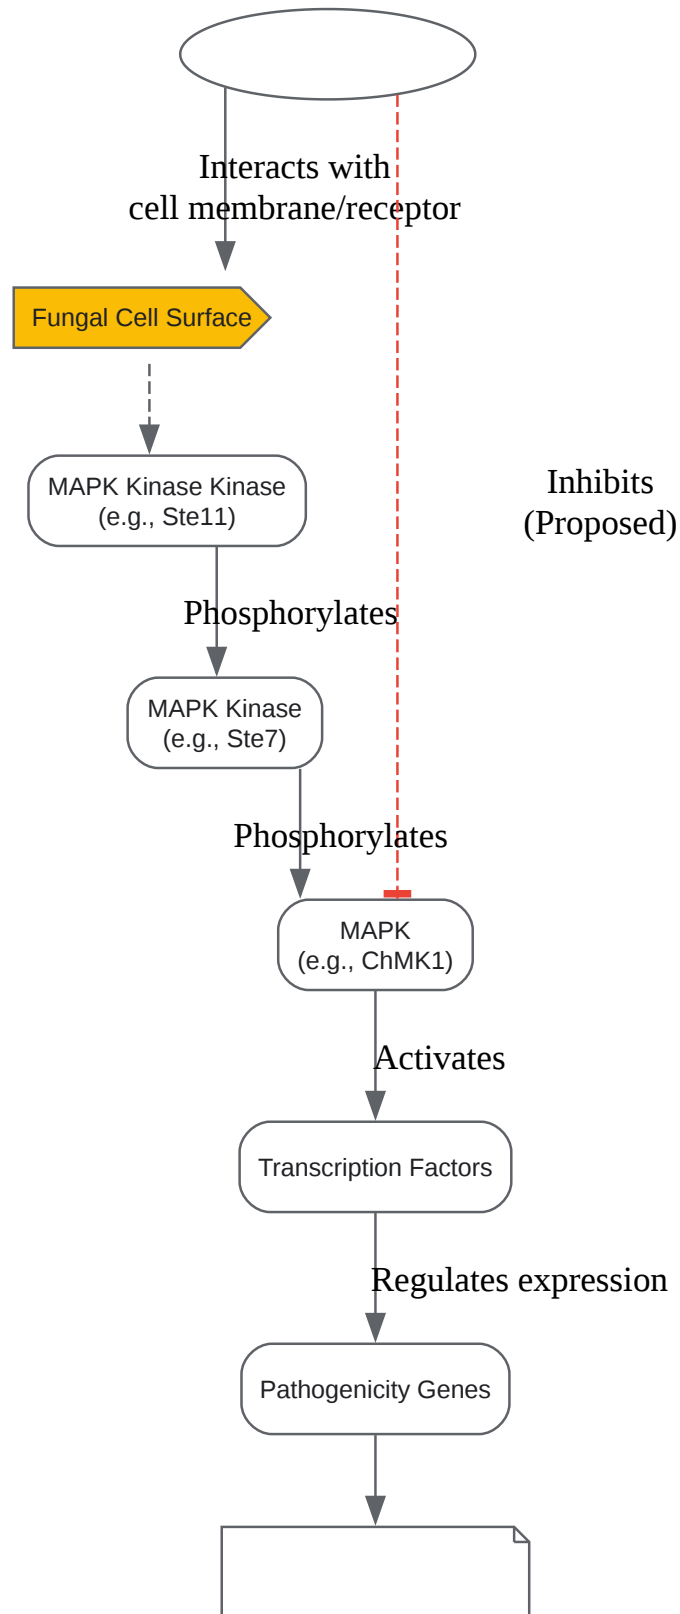 Interacts with
cell membrane/receptor
Fungal Cell Surface
MAPK Kinase Kinase
(e.g., Ste11)
Inhibits
(Proposed)
Phosphorylates
MAPK Kinase
(e.g., Ste7)
Phosphorylates
MAPK
(e.g., ChMK1)
Activates
Transcription Factors
Regulates expression
Pathogenicity Genes